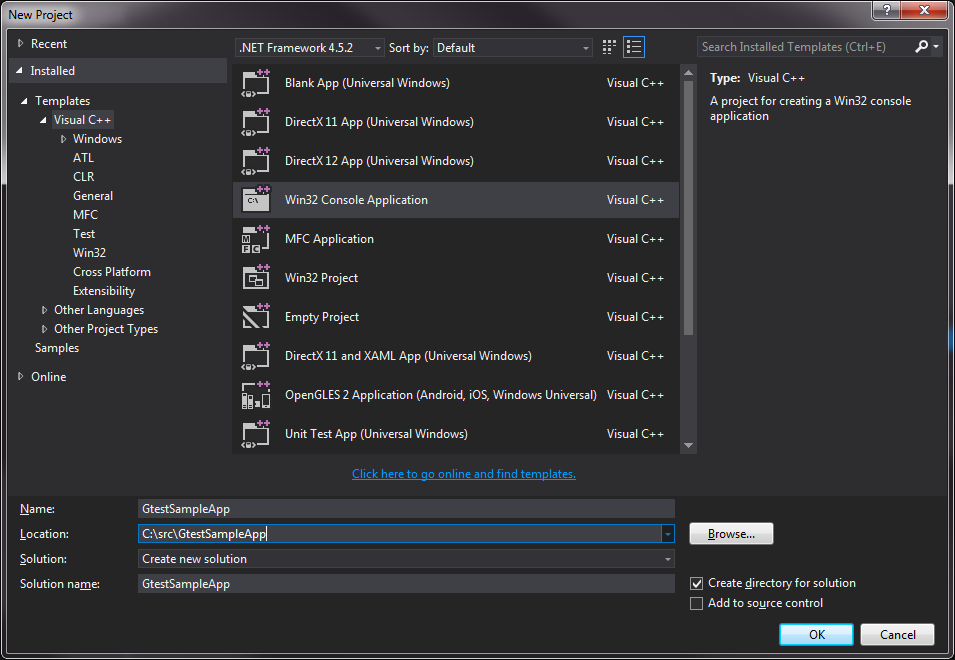 New Project
Recent
Installed
Templates
Visual C++
Windows
ATL
CLR
General
MFC
Test
Win32
Cross Platform
Extensibility
Other Languages
Other Project Types
Samples
Online
.NET Framework 4.5.2 Sort by: Default
Blank App (Universal Windows) Visual C++
DirectX 11 App (Universal Windows) Visual C++
DirectX 12 App (Universal Windows) Visual C++
Win32 Console Application Visual C++
MFC Application Visual C++
Win32 Project Visual C++
Empty Project Visual C++
DirectX 11 and XAML App (Universal Windows) Visual C++
OpenGLES 2 Application (Android, iOS, Windows Universal) Visual C++
Unit Test App (Universal Windows) Visual C++
Click here to go online and find templates.
Search Installed Templates (Ctrl+E)
Type: Visual C++
A project for creating a Win32 console
application
Name: GtestSampleApp
Location: C:\src\GtestSampleApp Browse...
Solution: Create new solution
Solution name: GtestSampleApp
Create directory for solution
Add to source control
OK Cancel